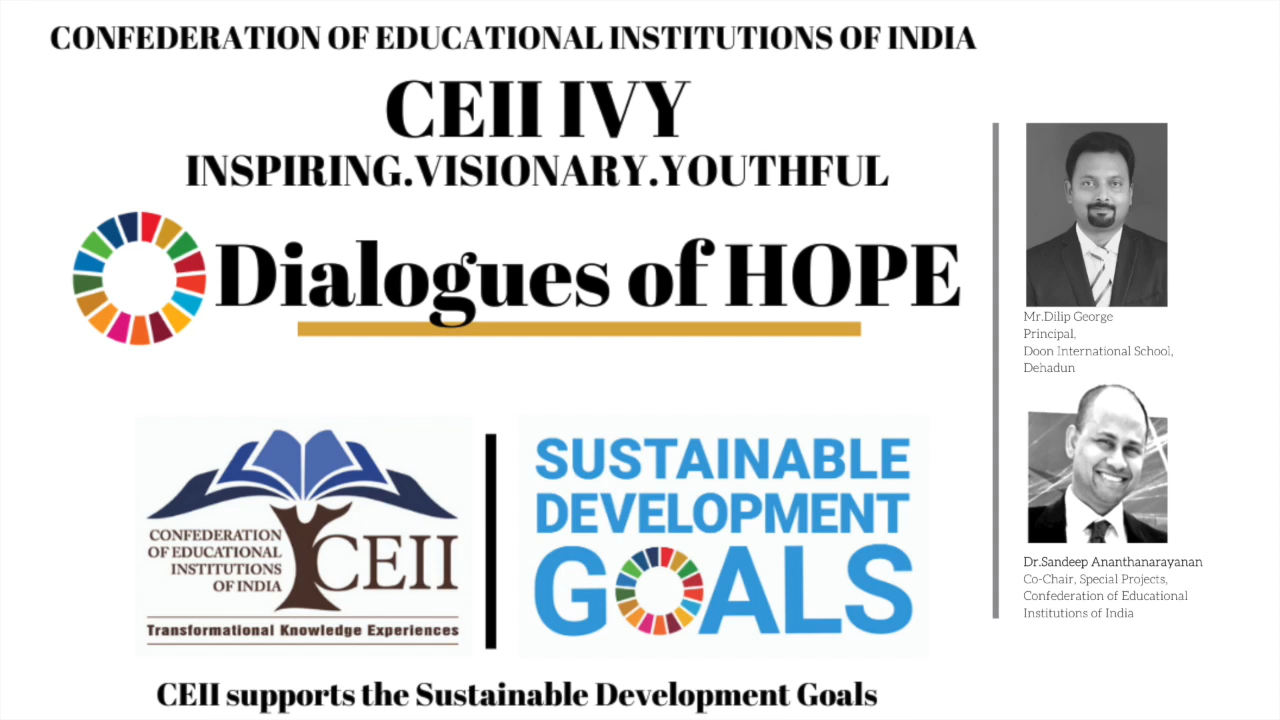 CONFEDERATION OF EDUCATIONAL INSTITUTIONS OF INDIA
CEII IVY
INSPIRING.VISIONARY.YOUTHFUL
Dialogues of HOPE
CONFEDERATION
OF EDUCATIONAL
INSTITUTIONS
OF INDIA
CEII
Transformational Knowledge Experiences
SUSTAINABLE
DEVELOPMENT
GOALS
CEII supports the Sustainable Development Goals
Mr.Dilip George
Principal,
Doon International School,
Dehadun
Dr.Sandeep Ananthanarayanan
Co-Chair, Special Projects,
Confederation of Educational
Institutions of India